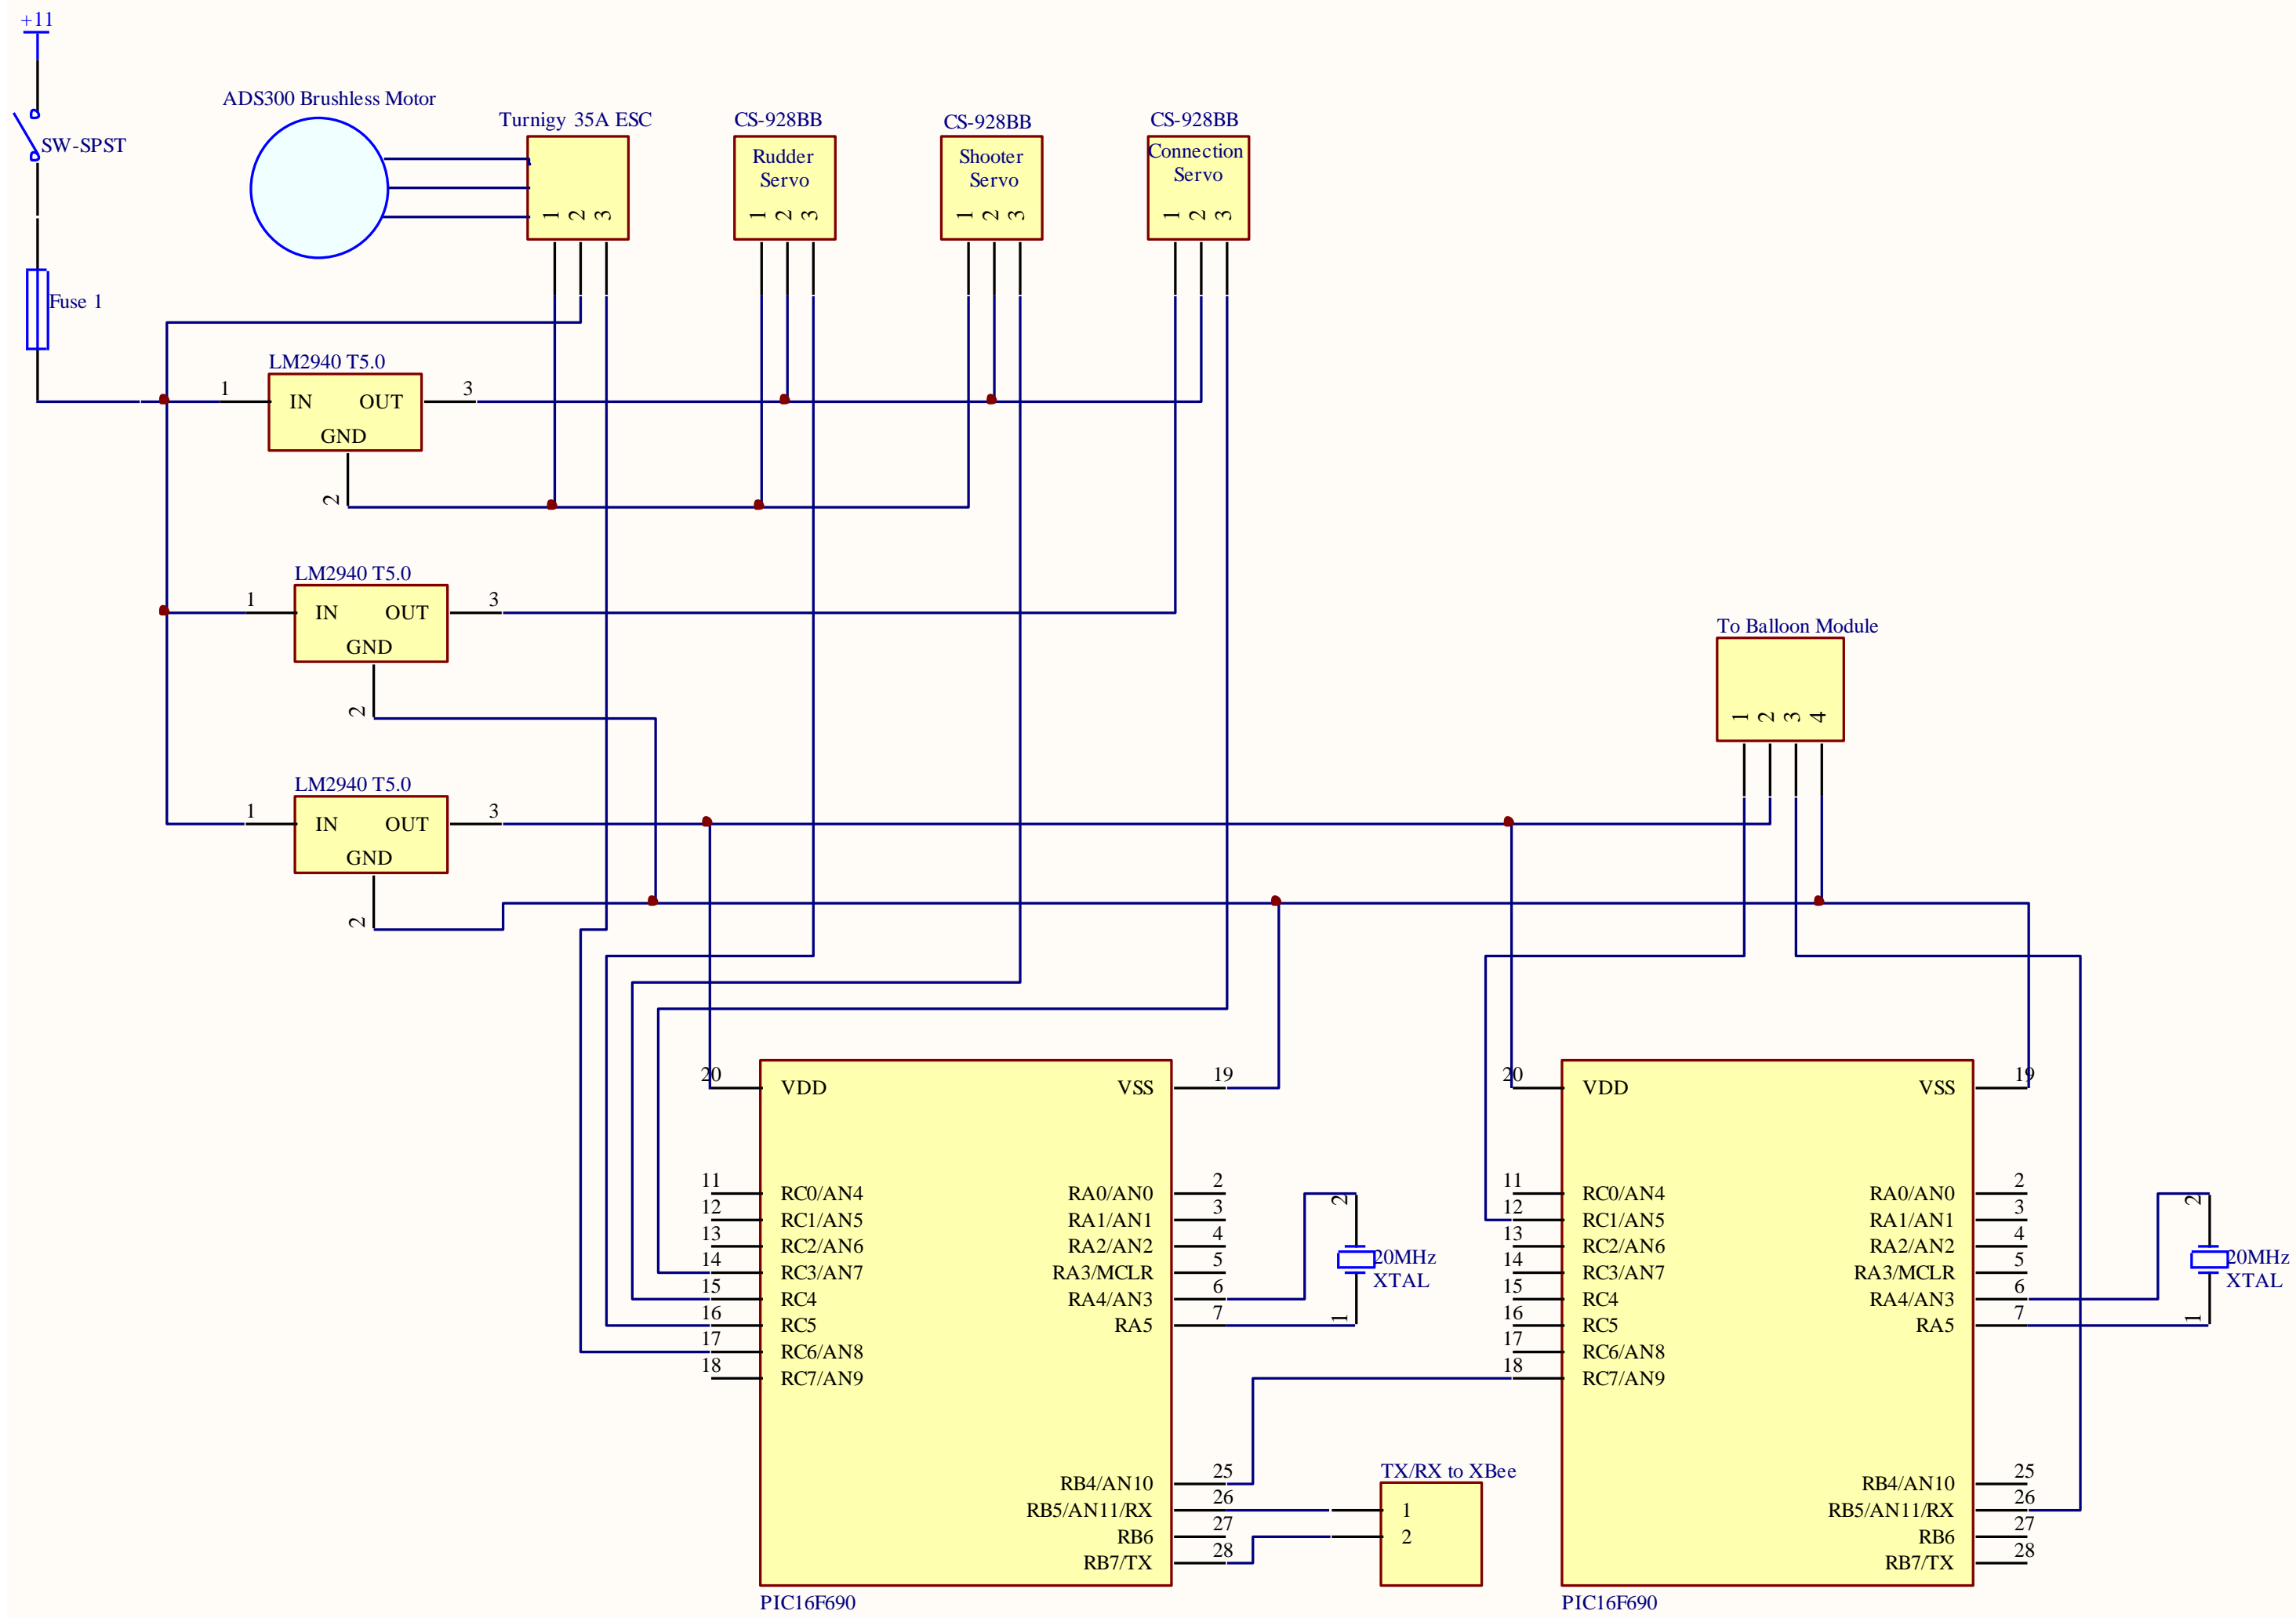 +11
SW-SPST
Fuse 1
ADS300 Brushless Motor
Turnigy 35A ESC
1 2 3
CS-928BB
Rudder
Servo
1 2 3
CS-928BB
Shooter
Servo
1 2 3
CS-928BB
Connection
Servo
1 2 3
LM2940 T5.0
1 IN OUT 3
GND
2
LM2940 T5.0
1 IN OUT 3
GND
2
LM2940 T5.0
1 IN OUT 3
GND
2
To Balloon Module
1 2 3 4
20 VDD VSS 19
11 RC0/AN4 RA0/AN0 2
12 RC1/AN5 RA1/AN1 3
13 RC2/AN6 RA2/AN2 4
14 RC3/AN7 RA3/MCLR 5
15 RC4 RA4/AN3 6
16 RC5 RA5 7
17 RC6/AN8
18 RC7/AN9
RB4/AN10 25
RB5/AN11/RX 26
RB6 27
RB7/TX 28
PIC16F690
2
20MHz
XTAL
1
TX/RX to XBee
1
2
20 VDD VSS 19
11 RC0/AN4 RA0/AN0 2
12 RC1/AN5 RA1/AN1 3
13 RC2/AN6 RA2/AN2 4
14 RC3/AN7 RA3/MCLR 5
15 RC4 RA4/AN3 6
16 RC5 RA5 7
17 RC6/AN8
18 RC7/AN9
RB4/AN10 25
RB5/AN11/RX 26
RB6 27
RB7/TX 28
PIC16F690
2
20MHz
XTAL
1